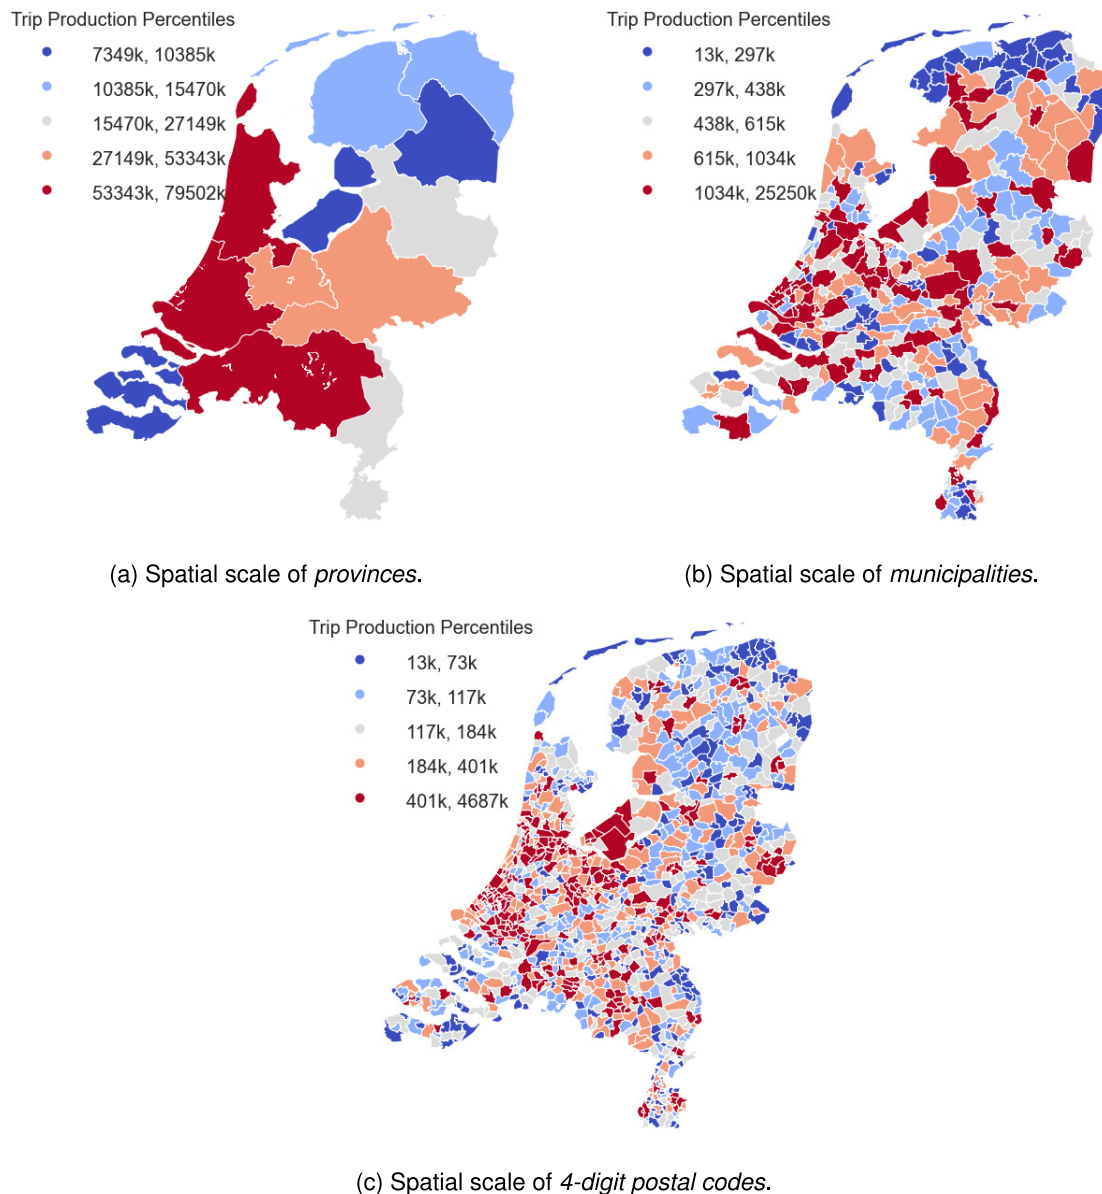 Trip Production Percentiles
7349k, 10385k
10385k, 15470k
15470k, 27149k
27149k, 53343k
53343k, 79502k
(a) Spatial scale of provinces.
Trip Production Percentiles
13k, 297k
297k, 438k
438k, 615k
615k, 1034k
1034k, 25250k
(b) Spatial scale of municipalities.
Trip Production Percentiles
13k, 73k
73k, 117k
117k, 184k
184k, 401k
401k, 4687k
(c) Spatial scale of 4-digit postal codes.